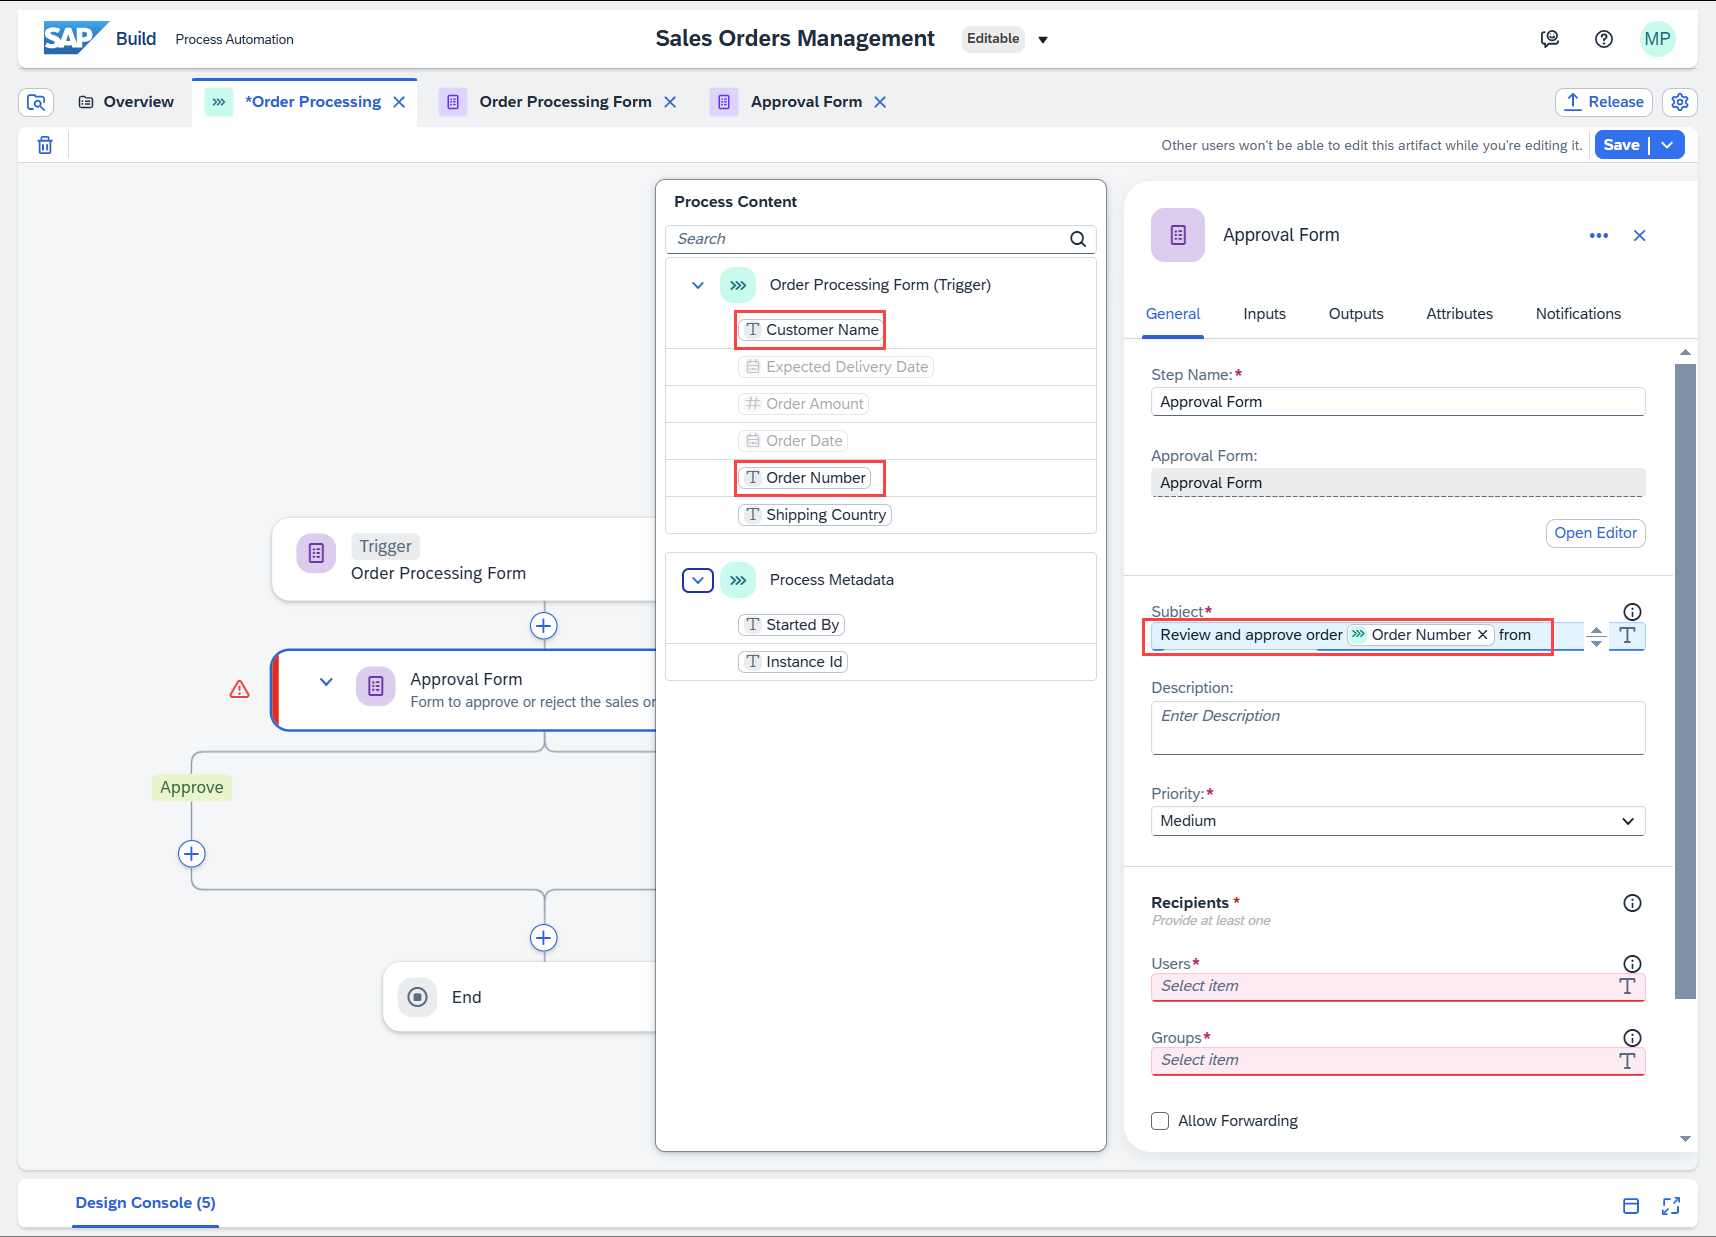 SAP Build Process Automation
Sales Orders Management Editable
MP
Overview
*Order Processing
Order Processing Form
Approval Form
Release
Other users won't be able to edit this artifact while you're editing it.
Save
Trigger
Order Processing Form
Approval Form
Form to approve or reject the sales or
Approve
End
Process Content
Search
Order Processing Form (Trigger)
Customer Name
Expected Delivery Date
Order Amount
Order Date
Order Number
Shipping Country
Process Metadata
Started By
Instance Id
Approval Form
General Inputs Outputs Attributes Notifications
Step Name:*
Approval Form
Approval Form:
Approval Form
Open Editor
Subject*
Review and approve order Order Number from
Description:
Enter Description
Priority:*
Medium
Recipients *
Provide at least one
Users*
Select item
Groups*
Select item
Allow Forwarding
Design Console (5)